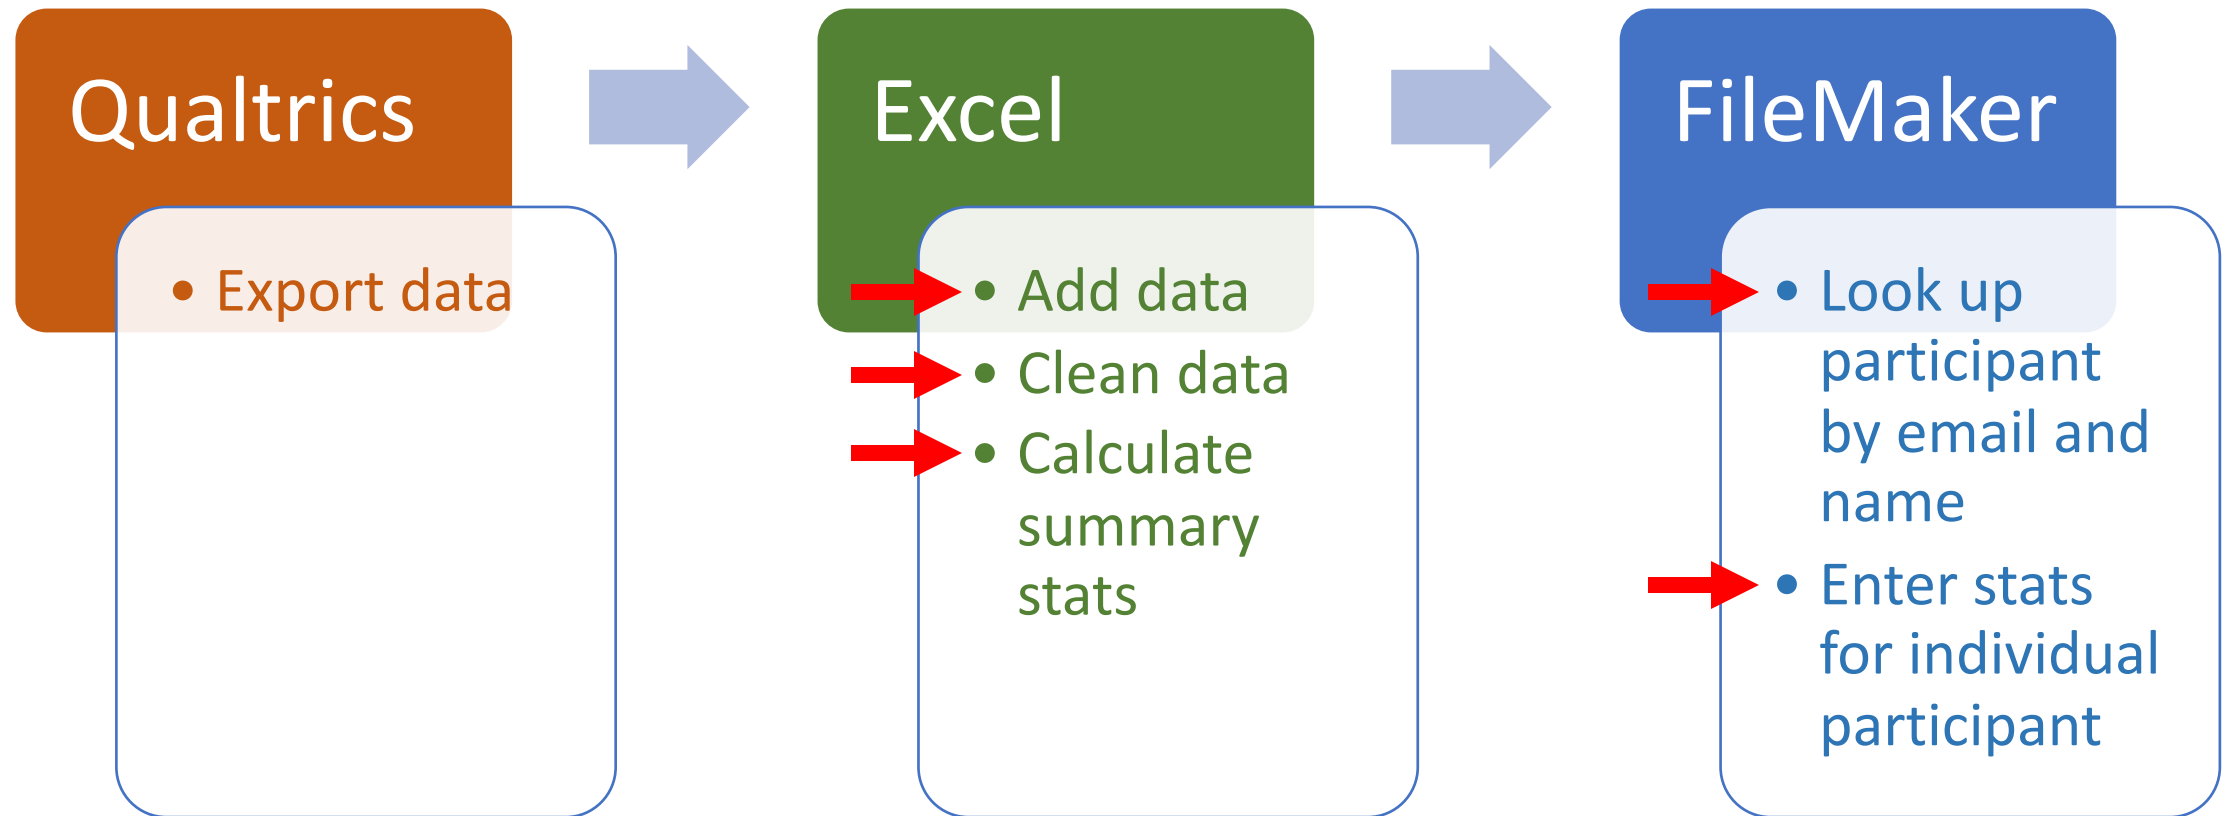 Qualtrics
• Export data
Excel
• Add data
• Clean data
• Calculate
summary
stats
FileMaker
• Look up
participant
by email and
name
• Enter stats
for individual
participant